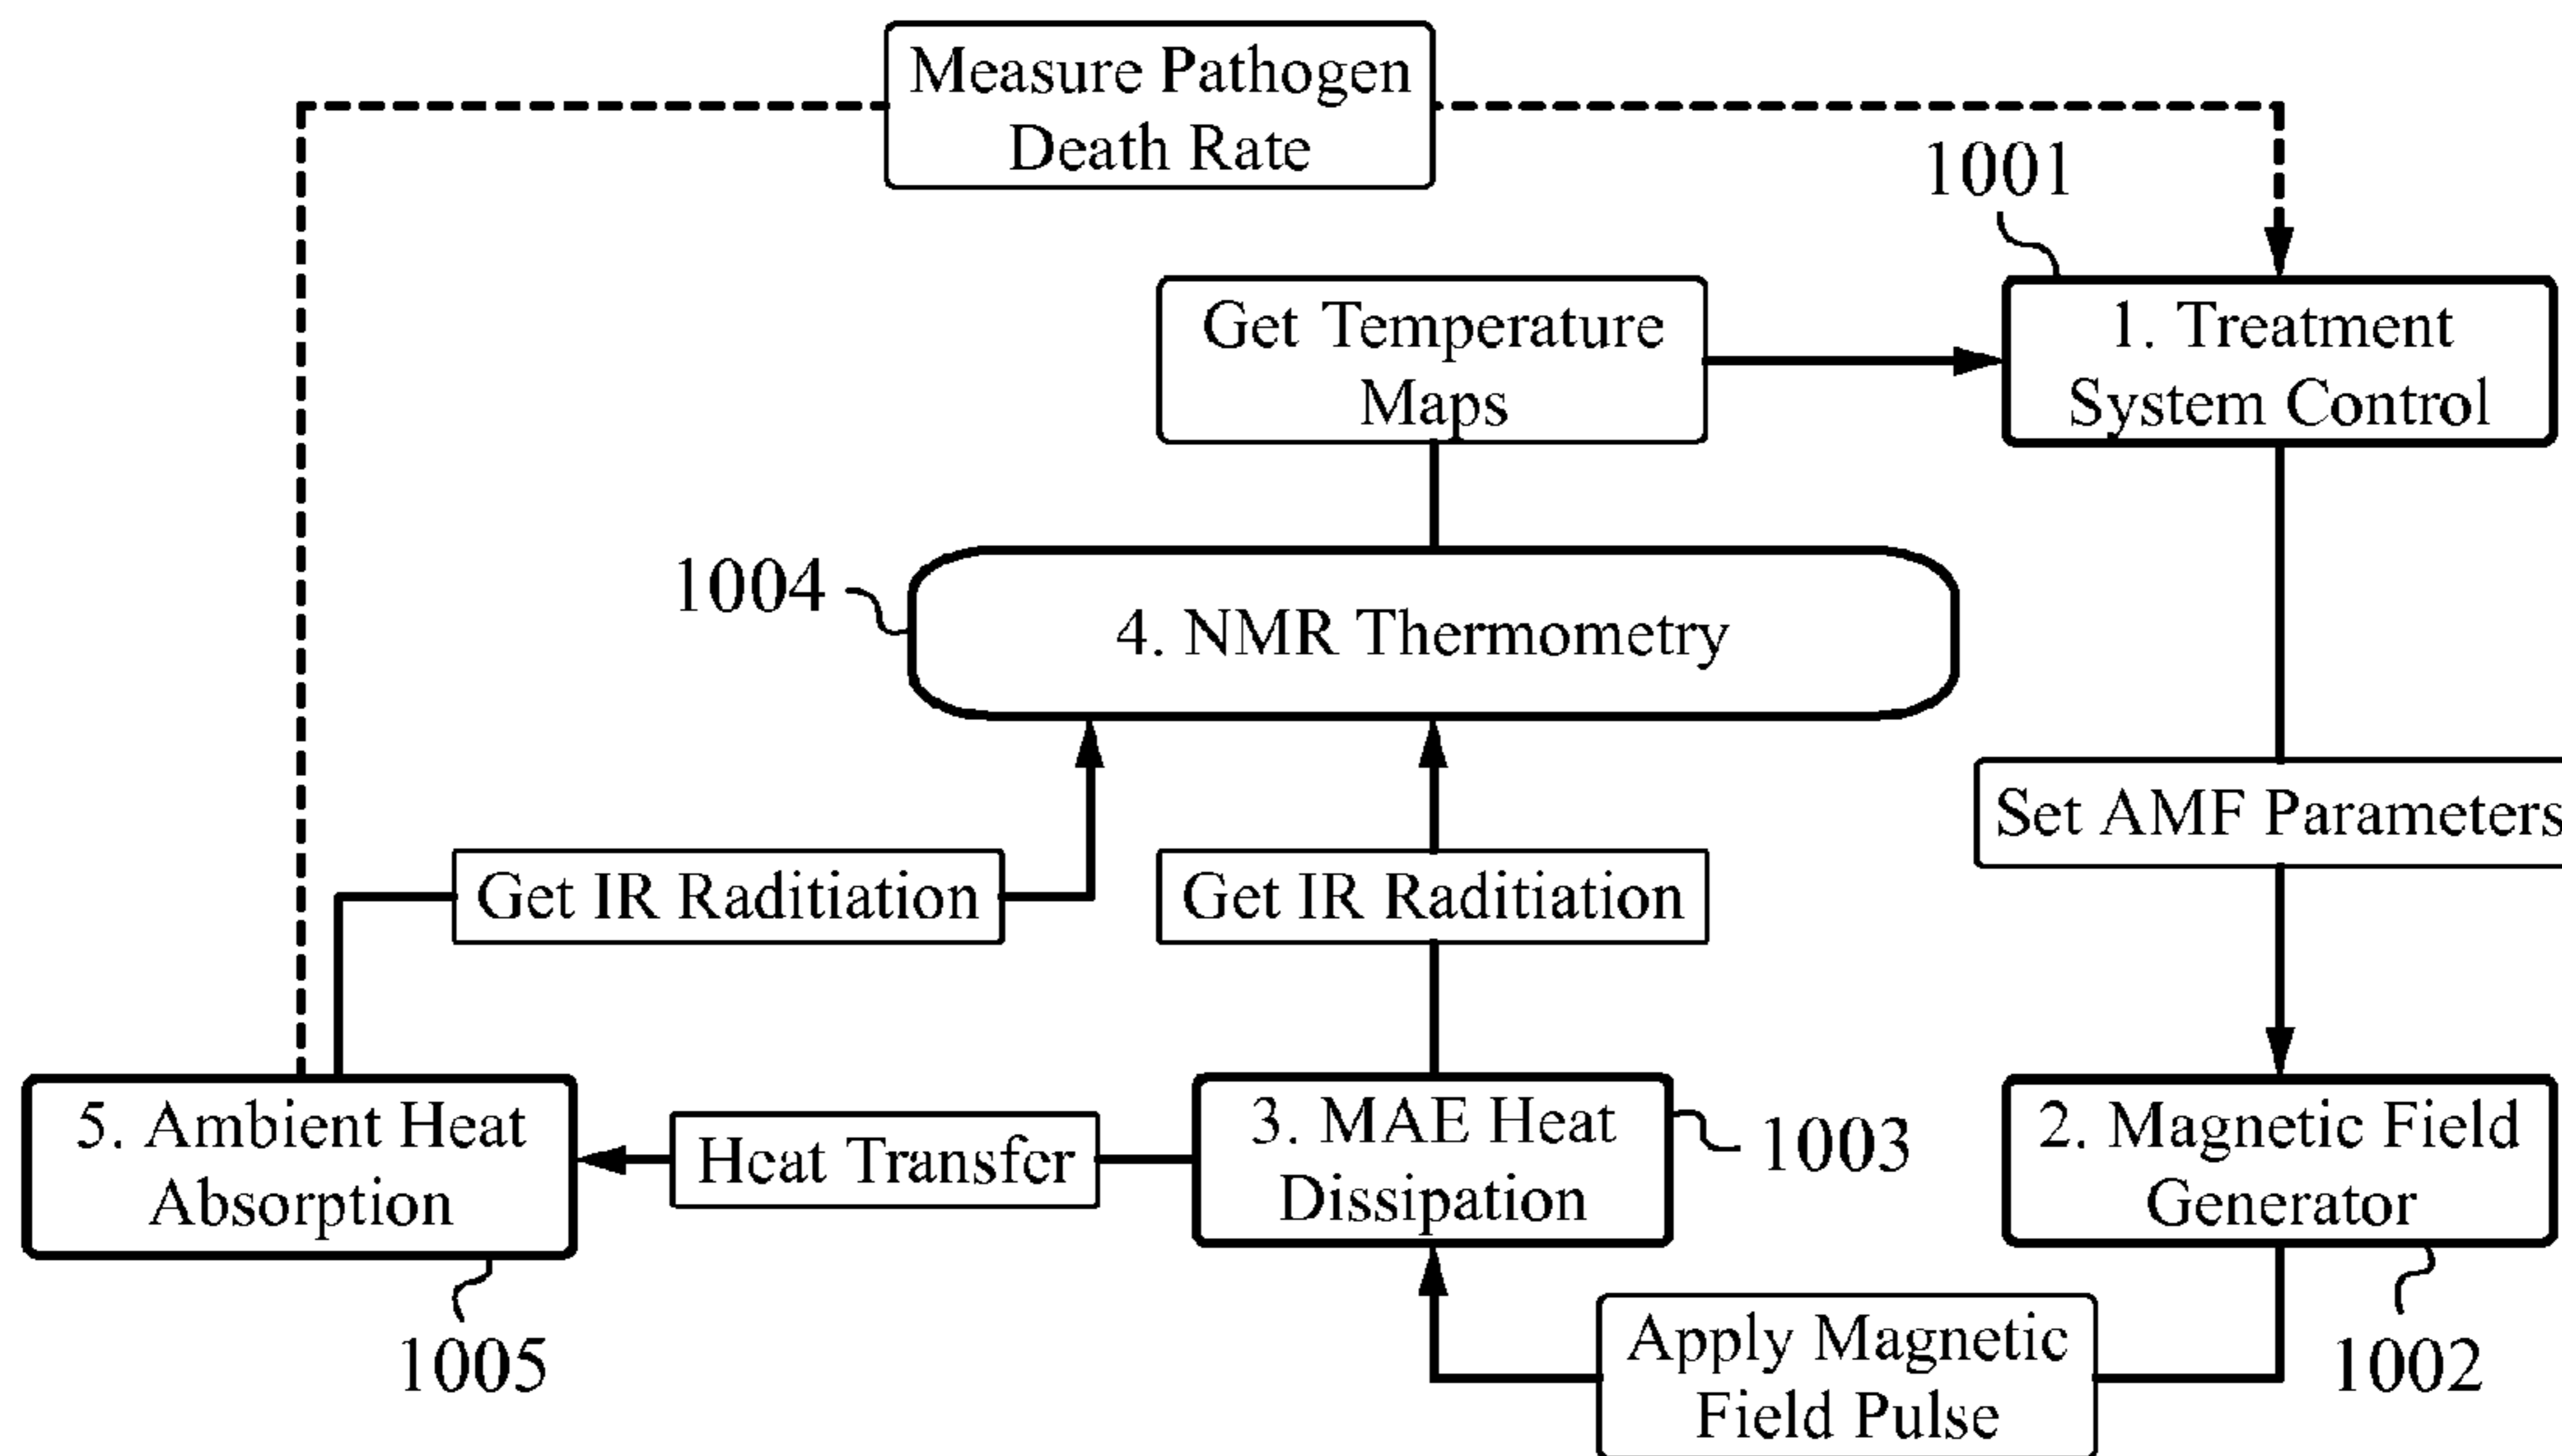 Measure Pathogen
Death Rate
1001
Get Temperature
Maps
1. Treatment
System Control
1004
4. NMR Thermometry
Set AMF Parameters
Get IR Raditiation
Get IR Raditiation
5. Ambient Heat
Absorption
Heat Transfer
3. MAE Heat
Dissipation
1003
2. Magnetic Field
Generator
1005
Apply Magnetic
Field Pulse
1002